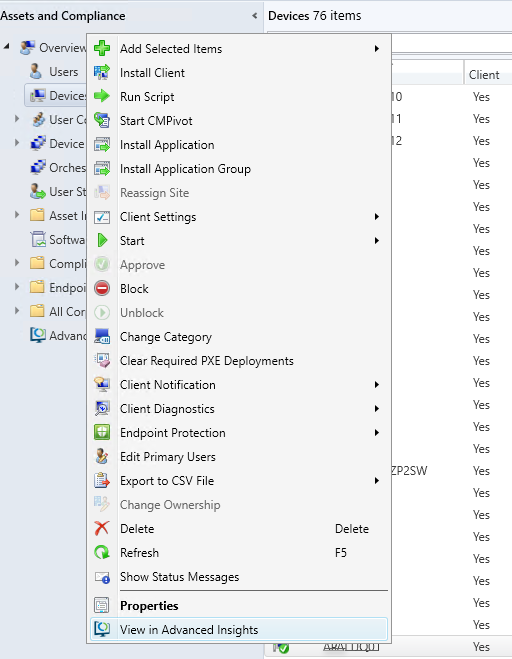 Assets and Compliance
Devices 76 items
Overview
Users
Devices
User Co
Device
Orches
User St
Asset In
Softwa
Compli
Endpoi
All Cor
Advanc
Add Selected Items
Install Client
Run Script
Start CMPivot
Install Application
Install Application Group
Reassign Site
Client Settings
Start
Approve
Block
Unblock
Change Category
Clear Required PXE Deployments
Client Notification
Client Diagnostics
Endpoint Protection
Edit Primary Users
Export to CSV File
Change Ownership
Delete Delete
Refresh F5
Show Status Messages
Properties
View in Advanced Insights
Client
10 Yes
11 Yes
12 Yes
Yes
Yes
Yes
Yes
Yes
Yes
Yes
Yes
Yes
Yes
Yes
Yes
Yes
Yes
ZP2SW Yes
Yes
Yes
Yes
Yes
Yes
Yes
Yes
Yes